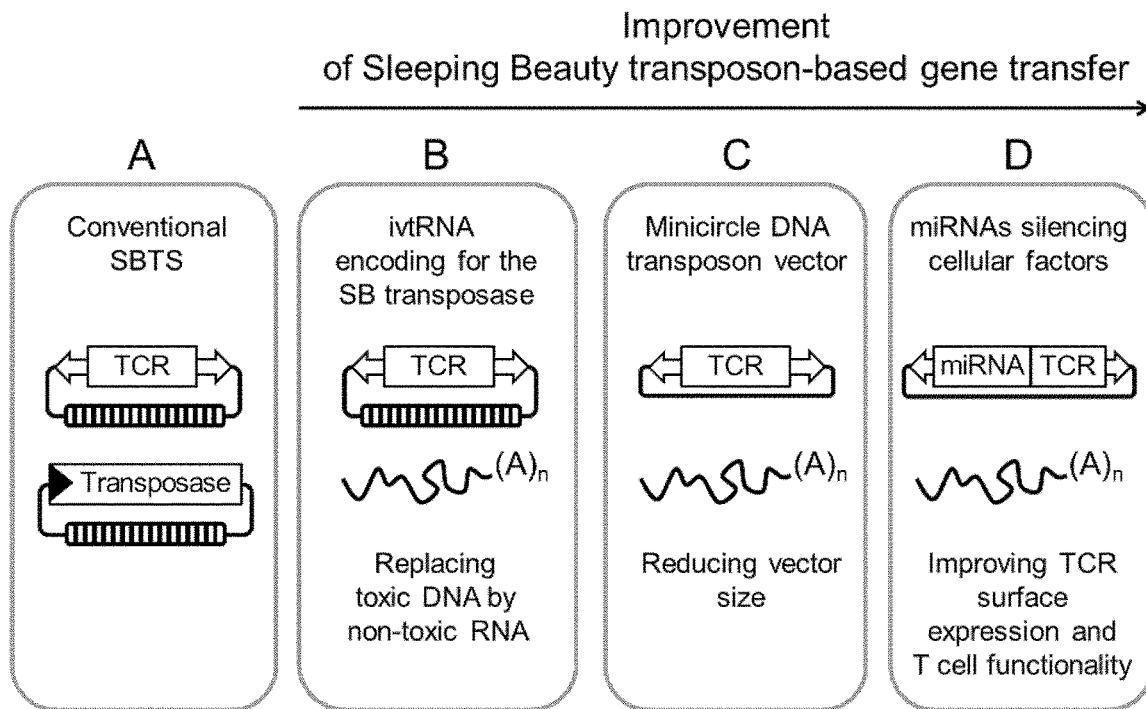 Improvement
of Sleeping Beauty transposon-based gene transfer
A
Conventional
SBTS
TCR
Transposase
B
ivtRNA
encoding for the
SB transposase
TCR
(A)n
Replacing
toxic DNA by
non-toxic RNA
C
Minicircle DNA
transposon vector
TCR
(A)n
Reducing vector
size
D
miRNAs silencing
cellular factors
miRNA TCR
(A)n
Improving TCR
surface
expression and
T cell functionality